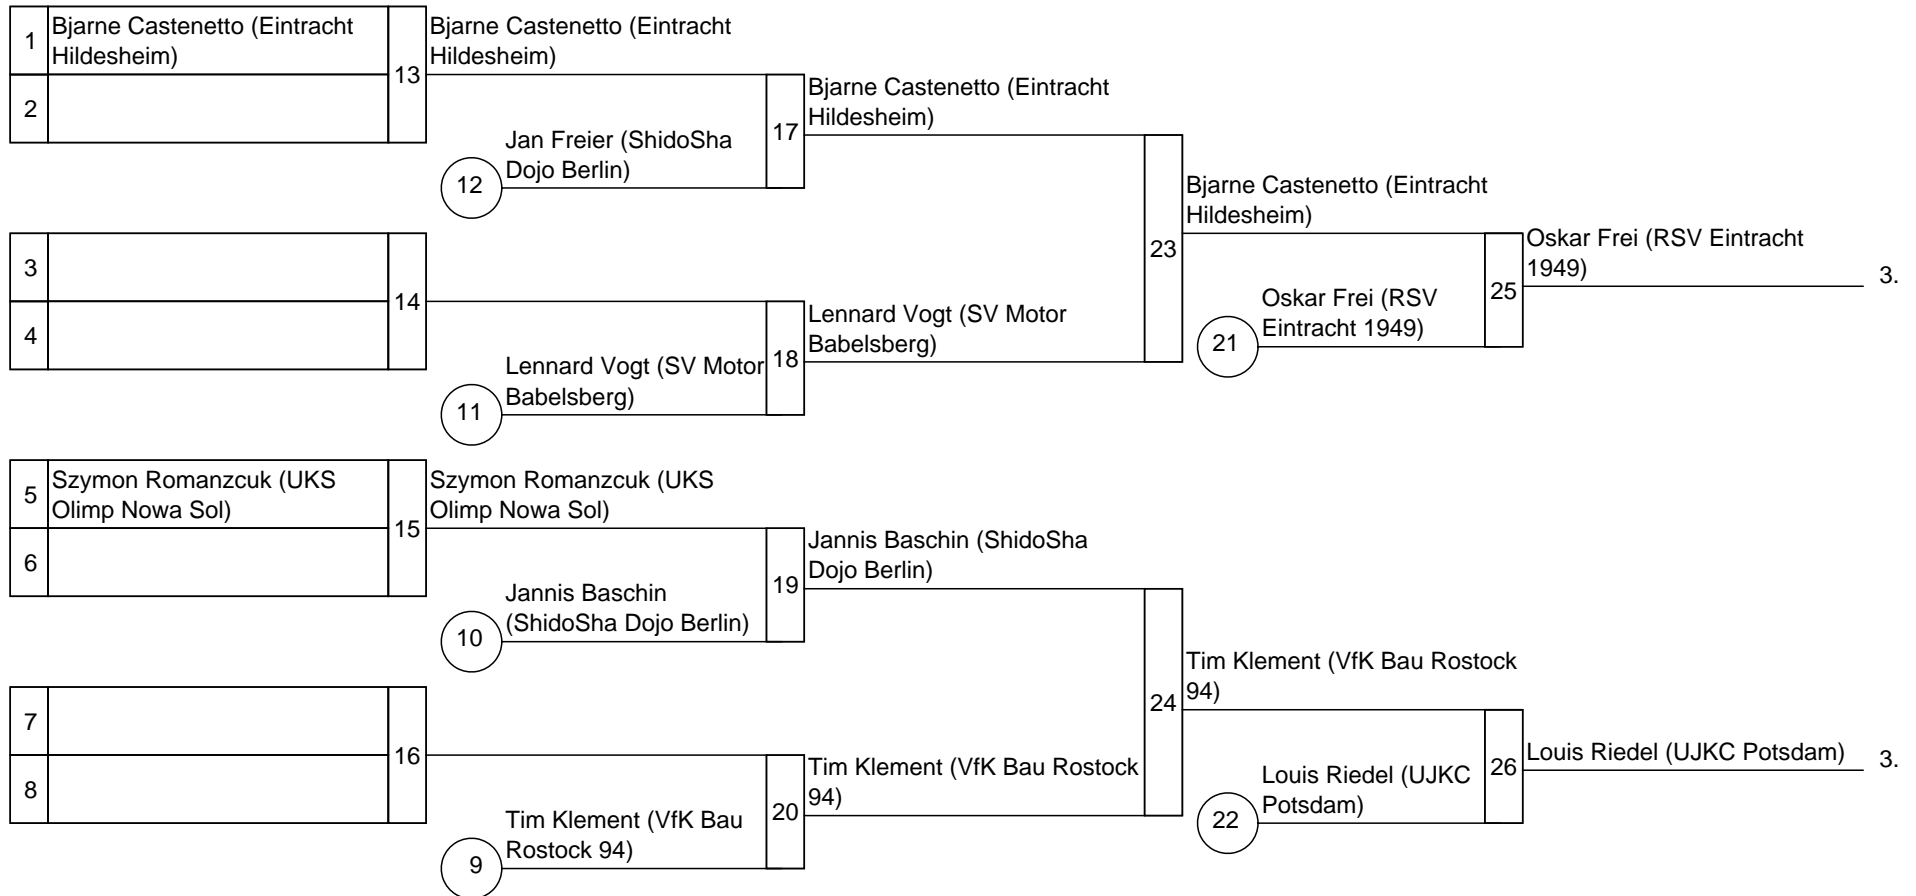 1
Bjarne Castenetto (Eintracht
Hildesheim)
2
13
Bjarne Castenetto (Eintracht
Hildesheim)
Jan Freier (ShidoSha
Dojo Berlin)
12
17
Bjarne Castenetto (Eintracht
Hildesheim)
3
4
14
Lennard Vogt (SV Motor
Babelsberg)
11
18
Lennard Vogt (SV Motor
Babelsberg)
23
Bjarne Castenetto (Eintracht
Hildesheim)
Oskar Frei (RSV
Eintracht 1949)
21
25
Oskar Frei (RSV Eintracht
1949)
3.
5
Szymon Romanzcuk (UKS
Olimp Nowa Sol)
6
15
Szymon Romanzcuk (UKS
Olimp Nowa Sol)
Jannis Baschin
(ShidoSha Dojo Berlin)
10
19
Jannis Baschin (ShidoSha
Dojo Berlin)
7
8
16
Tim Klement (VfK Bau
Rostock 94)
9
20
Tim Klement (VfK Bau Rostock
94)
24
Tim Klement (VfK Bau Rostock
94)
Louis Riedel (UJKC
Potsdam)
22
26
Louis Riedel (UJKC Potsdam)
3.